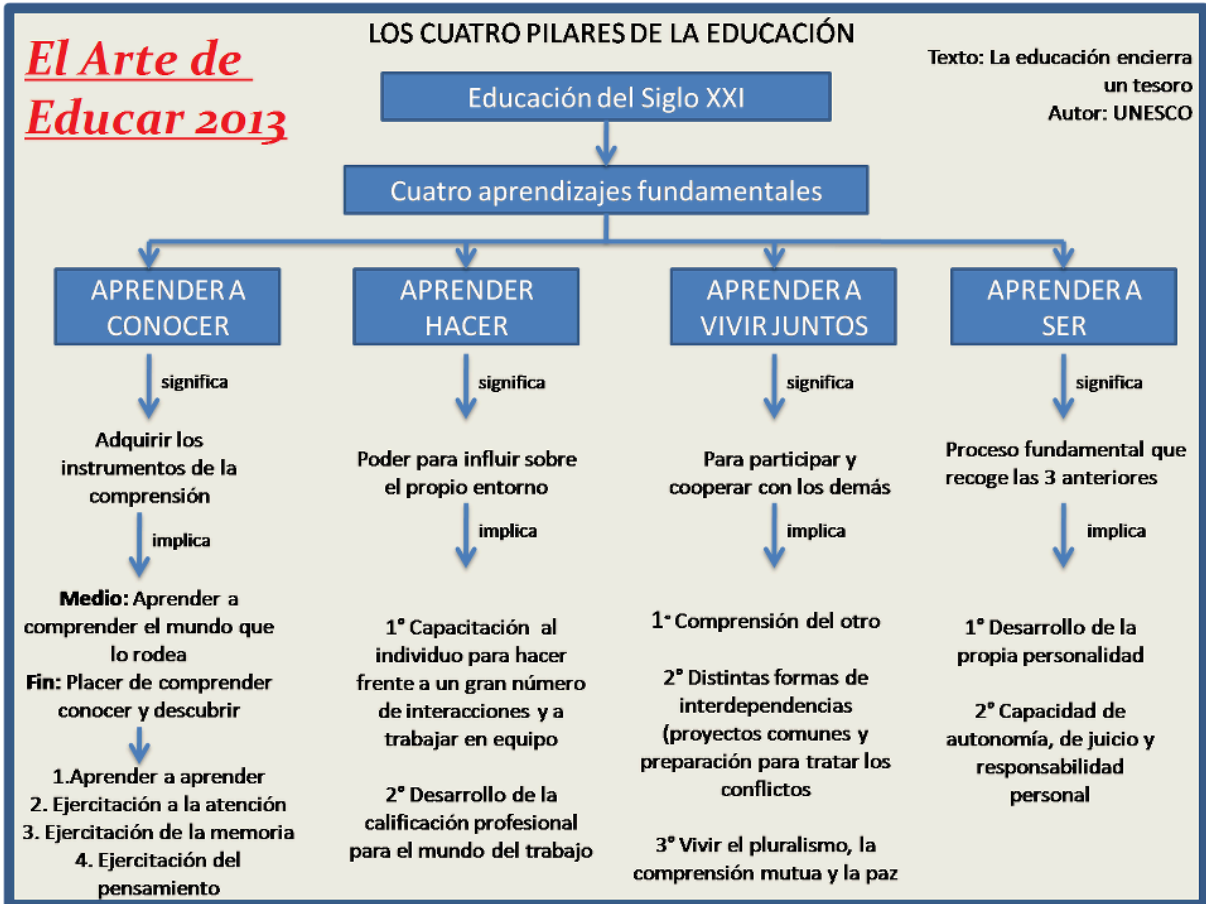 LOS CUATRO PILARES DE LA EDUCACIÓN
El Arte de
Educar 2013
Texto: La educación encierra
un tesoro
Autor: UNESCO
Educación del Siglo XXI
Cuatro aprendizajes fundamentales
APRENDER A
CONOCER
significa
Adquirir los
instrumentos de la
comprensión
implica
Medio: Aprender a
comprender el mundo que
lo rodea
Fin: Placer de comprender
conocer y descubrir
1.Aprender a aprender
2. Ejercitación a la atención
3. Ejercitación de la memoria
4. Ejercitación del
pensamiento
APRENDER
HACER
significa
Poder para influir sobre
el propio entorno
implica
1° Capacitación al
individuo para hacer
frente a un gran número
de interacciones y a
trabajar en equipo
2° Desarrollo de la
calificación profesional
para el mundo del trabajo
APRENDER A
VIVIR JUNTOS
significa
Para participar y
cooperar con los demás
implica
1° Comprensión del otro
2° Distintas formas de
interdependencias
(proyectos comunes y
preparación para tratar los
conflictos
3° Vivir el pluralismo, la
comprensión mutua y la paz
APRENDER A
SER
significa
Proceso fundamental que
recoge las 3 anteriores
implica
1° Desarrollo de la
propia personalidad
2° Capacidad de
autonomía, de juicio y
responsabilidad
personal